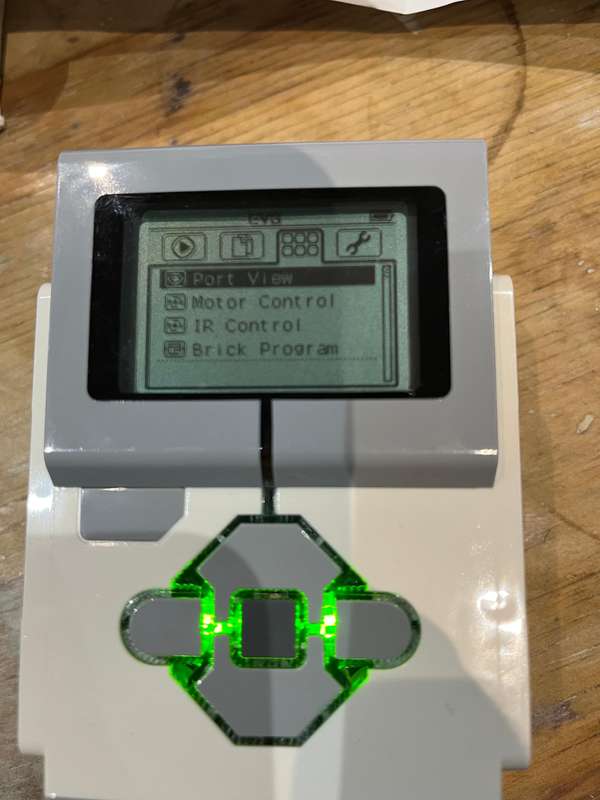 Port View
Motor Control
IR Control
Brick Program